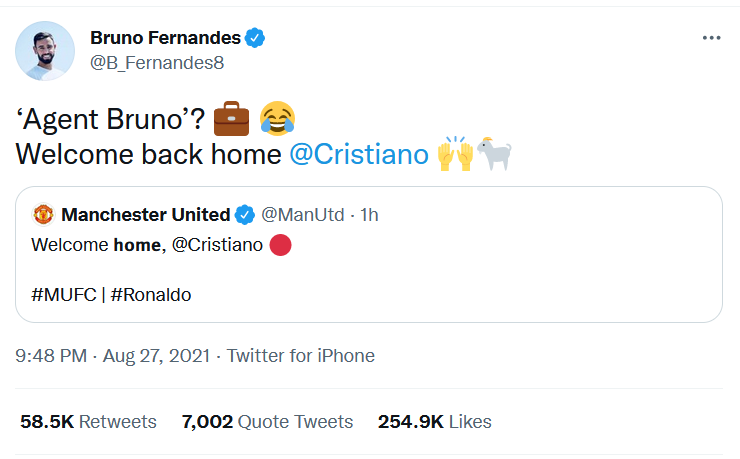 Bruno Fernandes
@B_Fernandes8
‘Agent Bruno’? 💼 😂
Welcome back home @Cristiano 🙌🐐
Manchester United @ManUtd · 1h
Welcome home, @Cristiano 🔴
#MUFC | #Ronaldo
9:48 PM · Aug 27, 2021 · Twitter for iPhone
58.5K Retweets 7,002 Quote Tweets 254.9K Likes